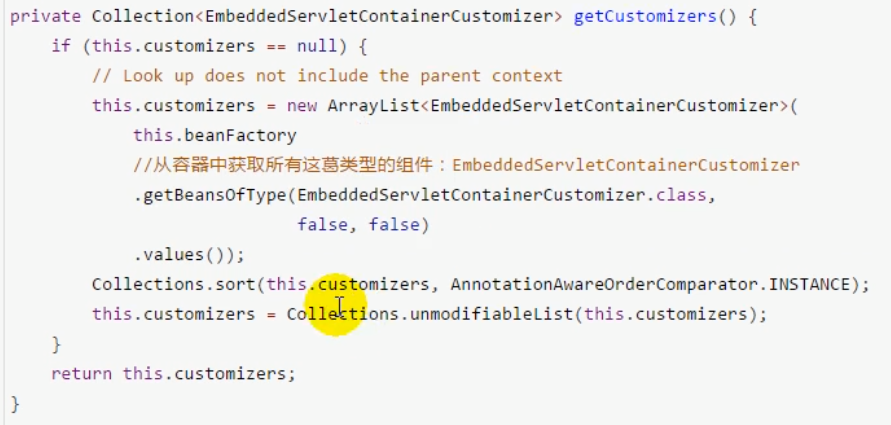 private Collection<EmbeddedServletContainerCustomizer> getCustomizers() {
    if (this.customizers == null) {
        // Look up does not include the parent context
        this.customizers = new ArrayList<EmbeddedServletContainerCustomizer>(
            this.beanFactory
            //从容器中获取所有这葛类型的组件：EmbeddedServletContainerCustomizer
            .getBeansOfType(EmbeddedServletContainerCustomizer.class,
                            false, false)
            .values());
        Collections.sort(this.customizers, AnnotationAwareOrderComparator.INSTANCE);
        this.customizers = Collections.unmodifiableList(this.customizers);
    }
    return this.customizers;
}